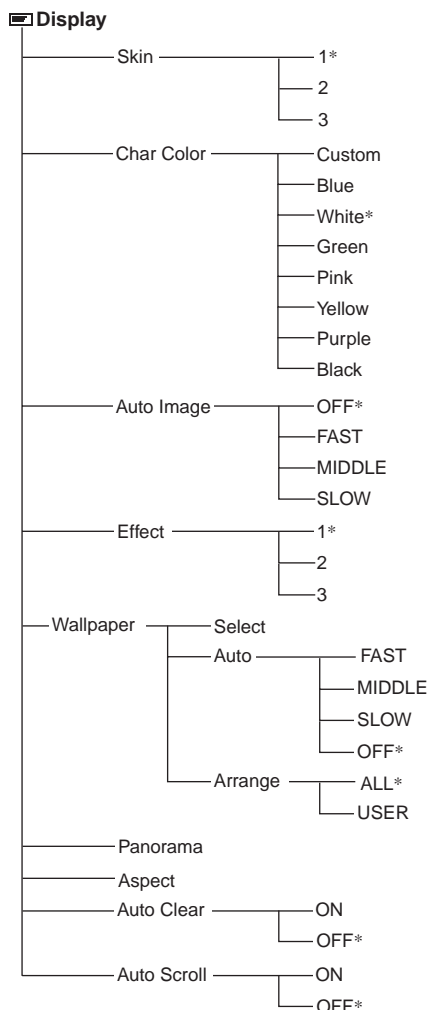 Display
Skin 1*
2
3
Char Color Custom
Blue
White*
Green
Pink
Yellow
Purple
Black
Auto Image OFF*
FAST
MIDDLE
SLOW
Effect 1*
2
3
Wallpaper Select
Auto FAST
MIDDLE
SLOW
OFF*
Arrange ALL*
USER
Panorama
Aspect
Auto Clear ON
OFF*
Auto Scroll ON
OFF*